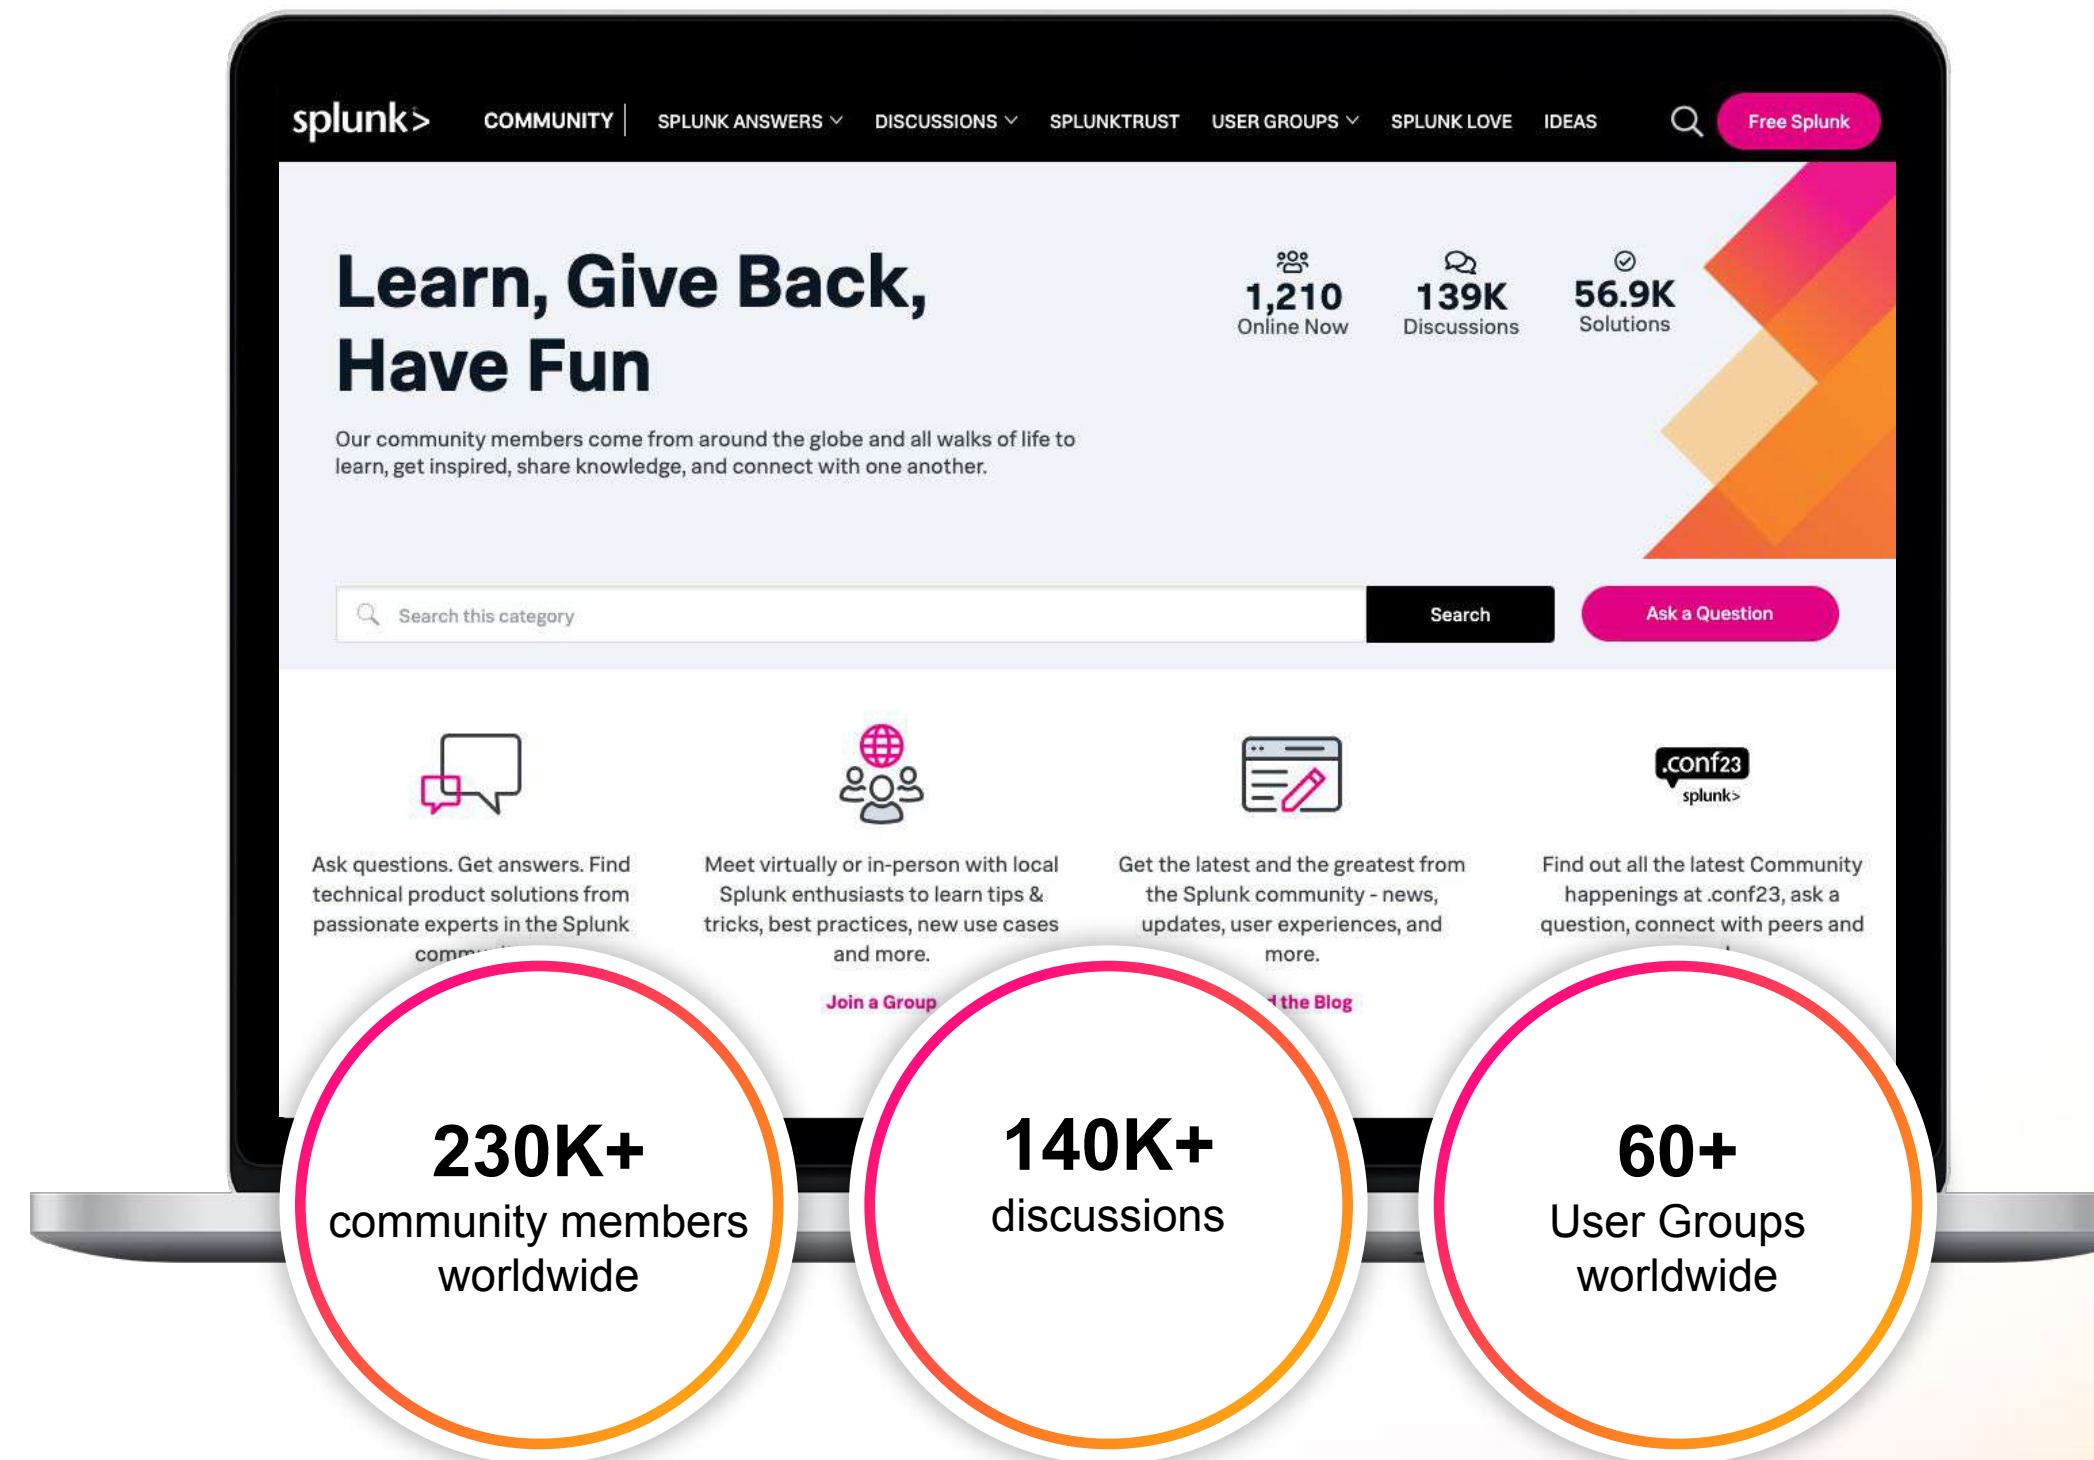 splunk>
COMMUNITY
SPLUNK ANSWERS
DISCUSSIONS
SPLUNKTRUST
USER GROUPS
SPLUNK LOVE
IDEAS
Free Splunk
Learn, Give Back,
Have Fun
Our community members come from around the globe and all walks of life to
learn, get inspired, share knowledge, and connect with one another.
1,210
Online Now
139K
Discussions
56.9K
Solutions
Search this category
Search
Ask a Question
Ask questions. Get answers. Find
technical product solutions from
passionate experts in the Splunk
Meet virtually or in-person with local
Splunk enthusiasts to learn tips &
tricks, best practices, new use cases
and more.
Join a Group
Get the latest and the greatest from
the Splunk community - news,
updates, user experiences, and
more.
the Blog
.conf23
splunk>
Find out all the latest Community
happenings at .conf23, ask a
question, connect with peers and
230K+
community members
worldwide
140K+
discussions
60+
User Groups
worldwide